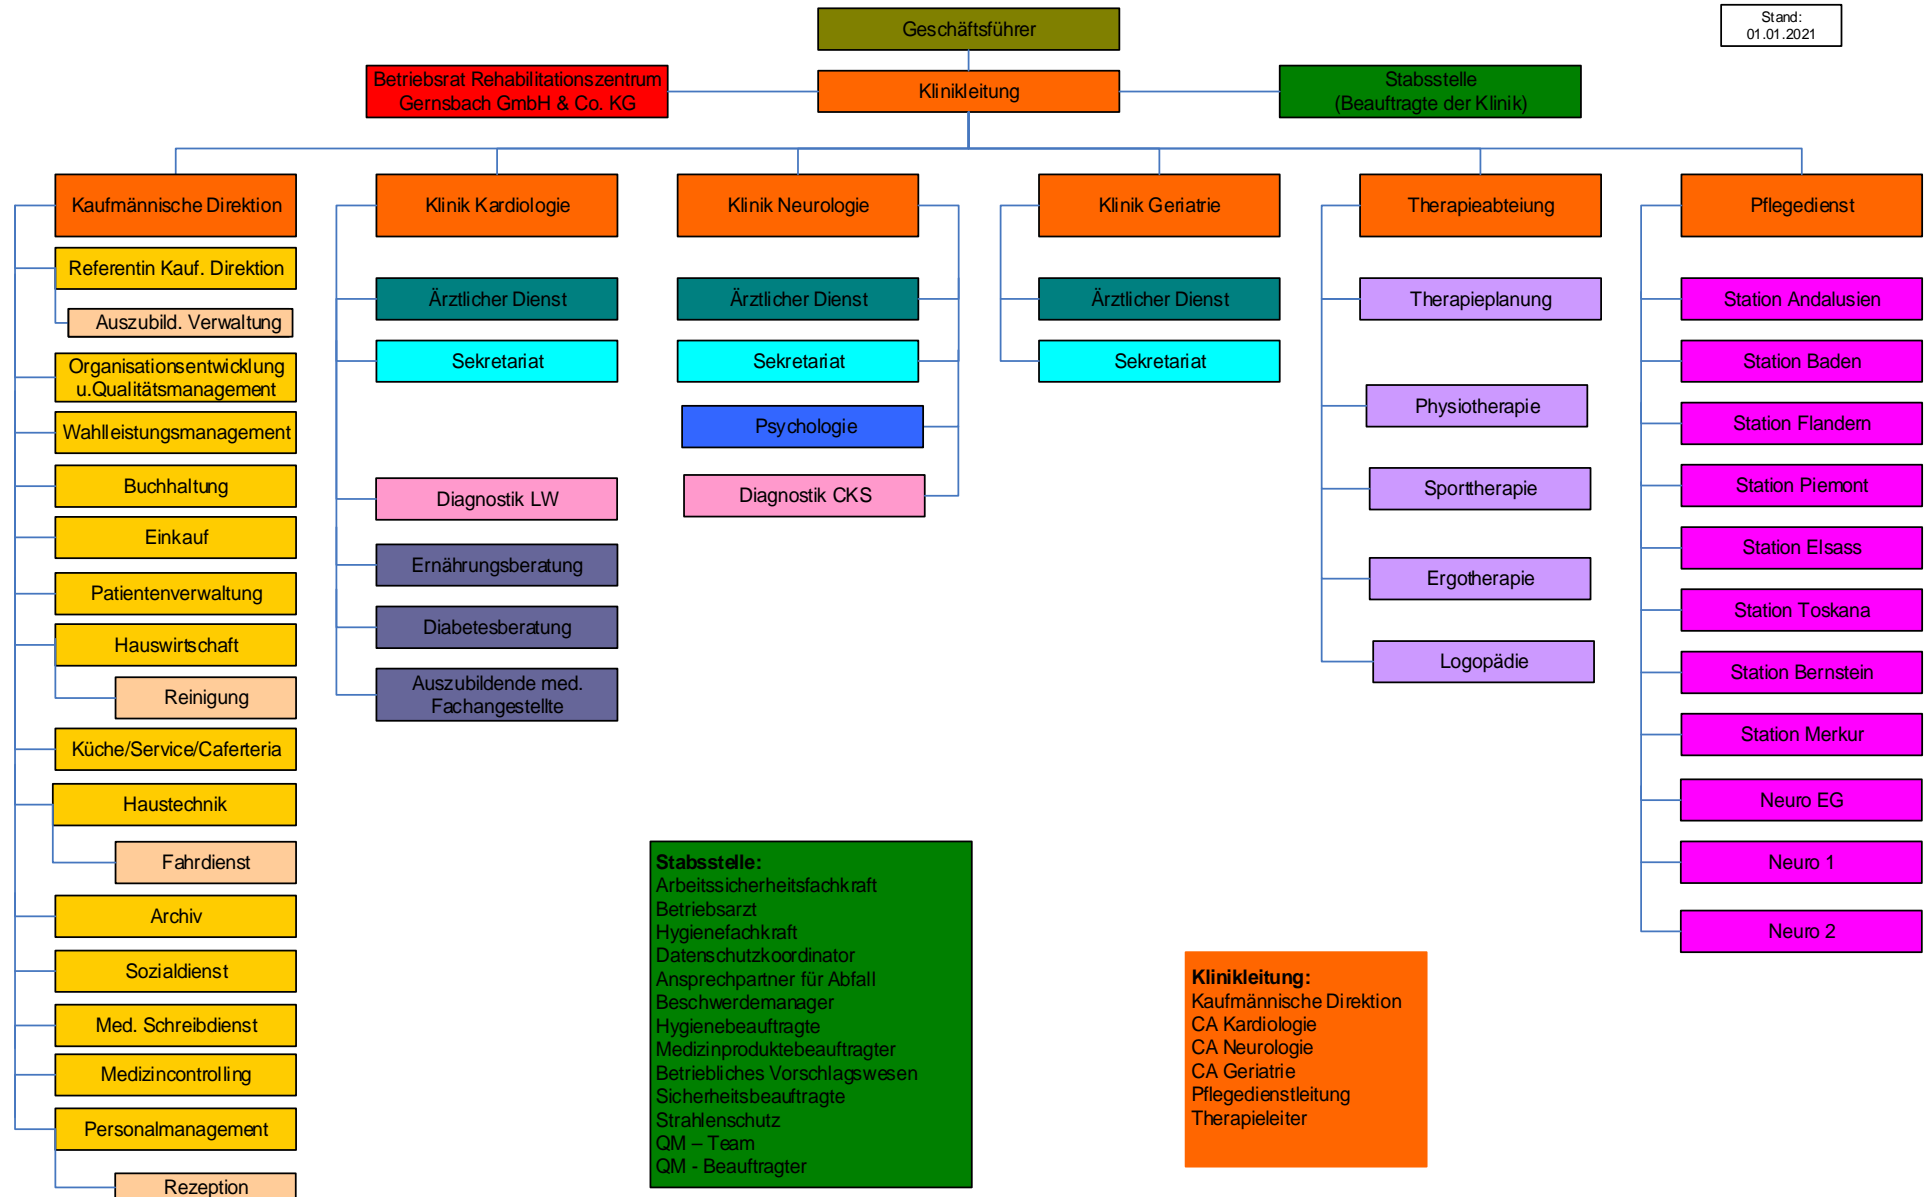 Geschäftsführer
Stand:
01.01.2021
Betriebsrat Rehabilitationszentrum
Gernsbach GmbH & Co. KG
Klinikleitung
Stabsstelle
(Beauftragte der Klinik)
Kaufmännische Direktion
Referentin Kauf. Direktion
Auszubild. Verwaltung
Organisationsentwicklung
u.Qualitätsmanagement
Wahlleistungsmanagement
Buchhaltung
Einkauf
Patientenverwaltung
Hauswirtschaft
Reinigung
Küche/Service/Caferteria
Haustechnik
Fahrdienst
Archiv
Sozialdienst
Med. Schreibdienst
Medizincontrolling
Personalmanagement
Rezeption
Klinik Kardiologie
Ärztlicher Dienst
Sekretariat
Diagnostik LW
Ernährungsberatung
Diabetesberatung
Auszubildende med.
Fachangestellte
Klinik Neurologie
Ärztlicher Dienst
Sekretariat
Psychologie
Diagnostik CKS
Klinik Geriatrie
Ärztlicher Dienst
Sekretariat
Therapieabteiung
Therapieplanung
Physiotherapie
Sporttherapie
Ergotherapie
Logopädie
Pflegedienst
Station Andalusien
Station Baden
Station Flandern
Station Piemont
Station Elsass
Station Toskana
Station Bernstein
Station Merkur
Neuro EG
Neuro 1
Neuro 2
Stabsstelle:
Arbeitssicherheitsfachkraft
Betriebsarzt
Hygienefachkraft
Datenschutzkoordinator
Ansprechpartner für Abfall
Beschwerdemanager
Hygienebeauftragte
Medizinproduktebeauftragter
Betriebliches Vorschlagswesen
Sicherheitsbeauftragte
Strahlenschutz
QM – Team
QM - Beauftragter
Klinikleitung:
Kaufmännische Direktion
CA Kardiologie
CA Neurologie
CA Geriatrie
Pflegedienstleitung
Therapieleiter